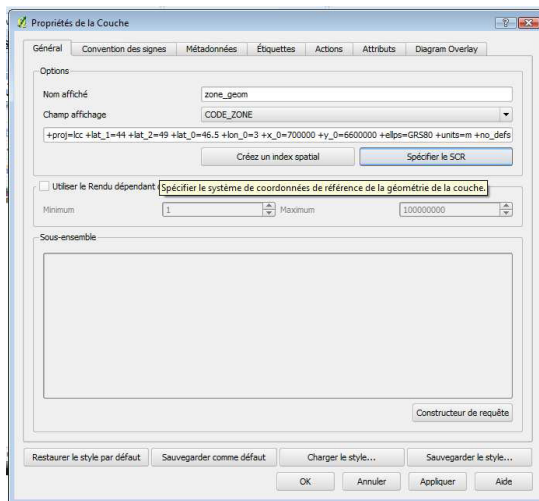 Propriétés de la Couche
Général Convention des signes Métadonnées Étiquettes Actions Attributs Diagram Overlay
Options
Nom affiché zone_geom
Champ affichage CODE_ZONE
+proj=lcc +lat_1=44 +lat_2=49 +lat_0=46.5 +lon_0=3 +x_0=700000 +y_0=6600000 +ellps=GRS80 +units=m +no_defs
Créez un index spatial Spécifier le SCR
Utiliser le Rendu dépendant
Spécifier le système de coordonnées de référence de la géométrie de la couche.
Minimum 1 Maximum 100000000
Sous-ensemble
Constructeur de requête
Restaurer le style par défaut Sauvegarder comme défaut Charger le style... Sauvegarder le style...
OK Annuler Appliquer Aide